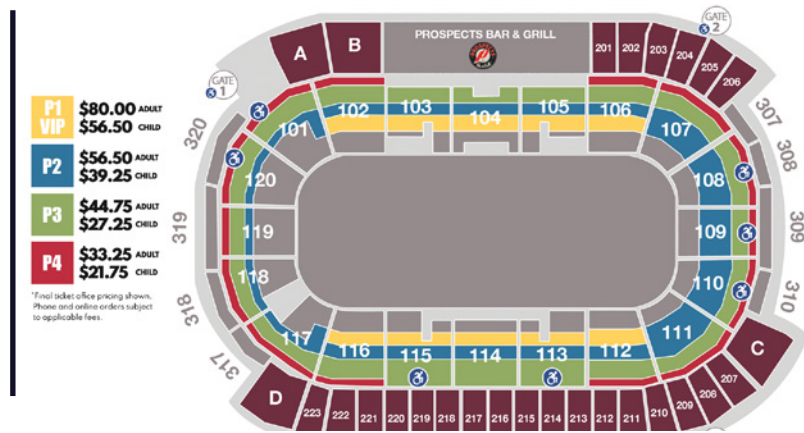 P1
VIP
$80.00 ADULT
$56.50 CHILD
P2
$56.50 ADULT
$39.25 CHILD
P3
$44.75 ADULT
$27.25 CHILD
P4
$33.25 ADULT
$21.75 CHILD
*Final ticket office pricing shown.
Phone and online orders subject
to applicable fees.
GATE
1
GATE
2
A
B
PROSPECTS BAR & GRILL
201 202 203 204 205 206
307
308
309
310
320
319
318
317
101
102
103
104
105
106
107
108
109
110
111
112
113
114
115
116
117
118
119
120
C
D
223 222 221 220 219 218 217 216 215 214 213 212 211 210 209 208 207